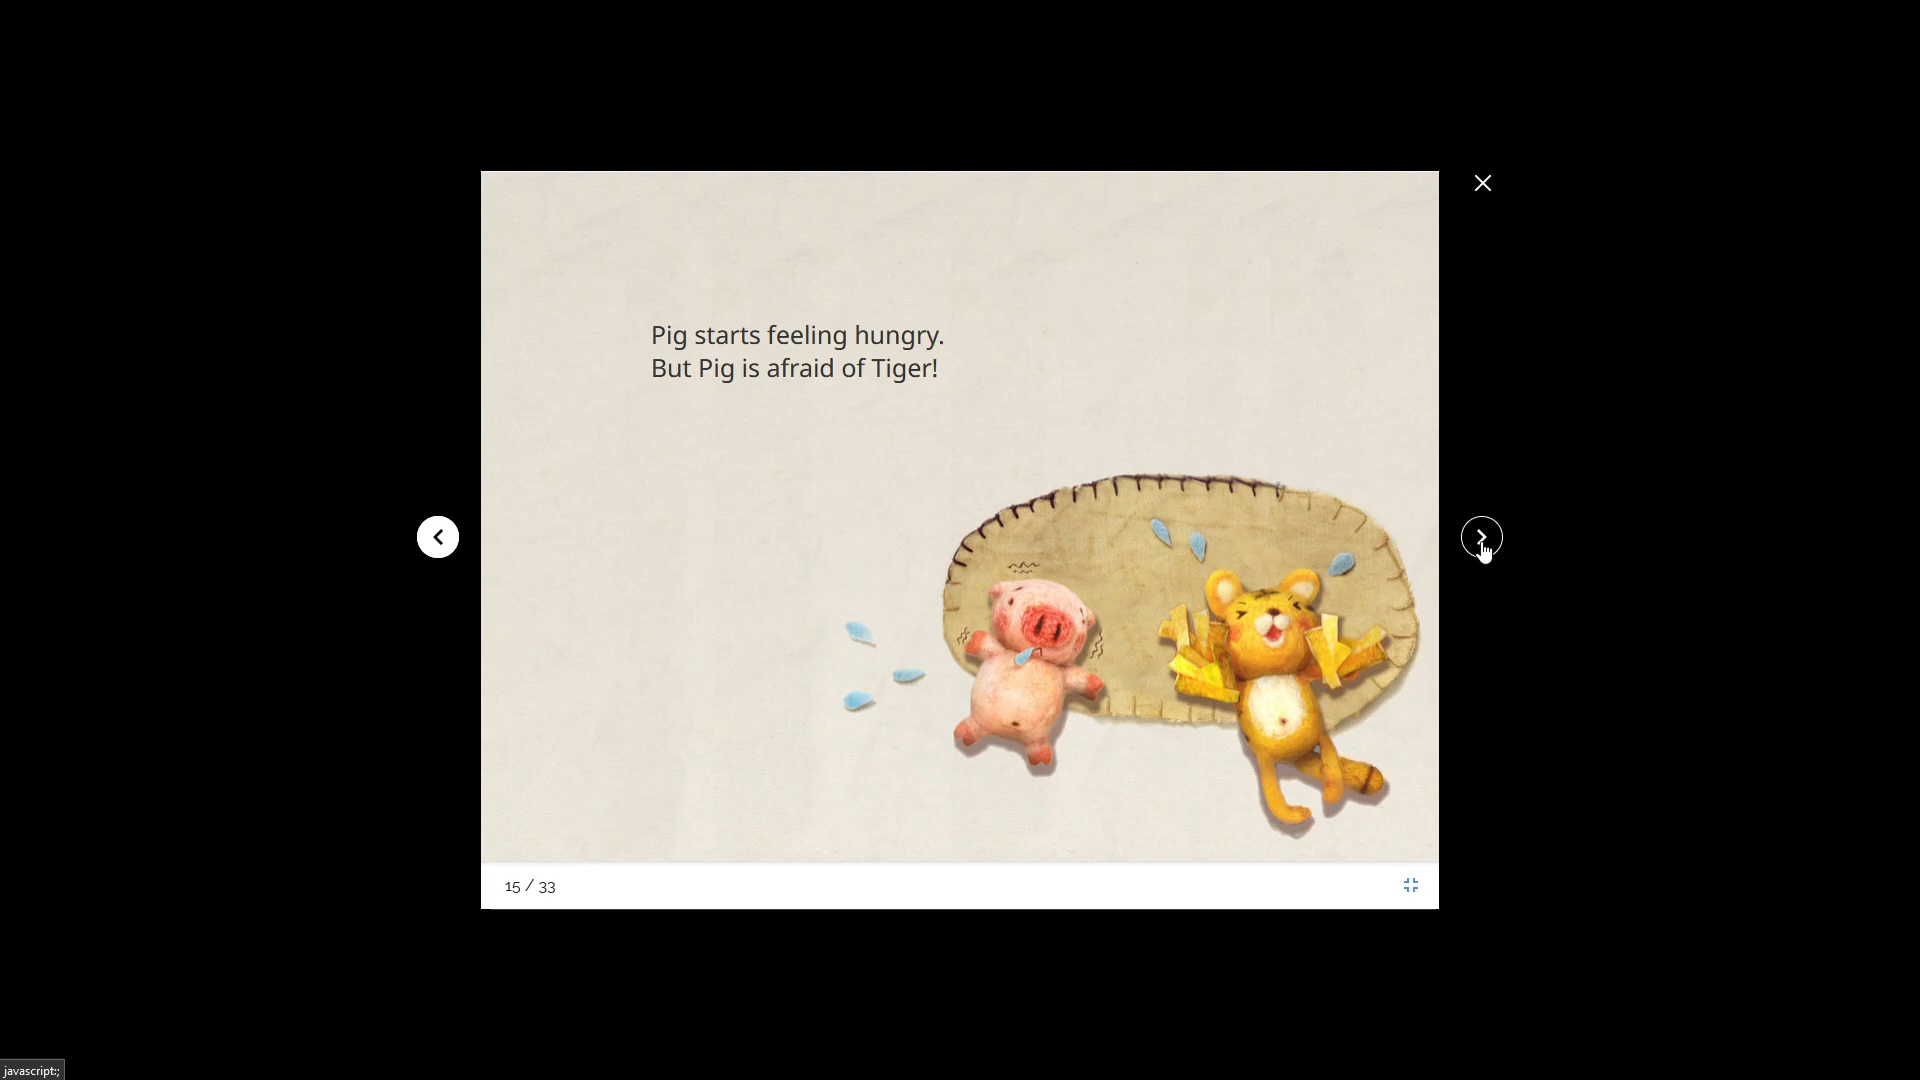 Pig starts feeling hungry.
But Pig is afraid of Tiger!
15 / 33
javascript:;